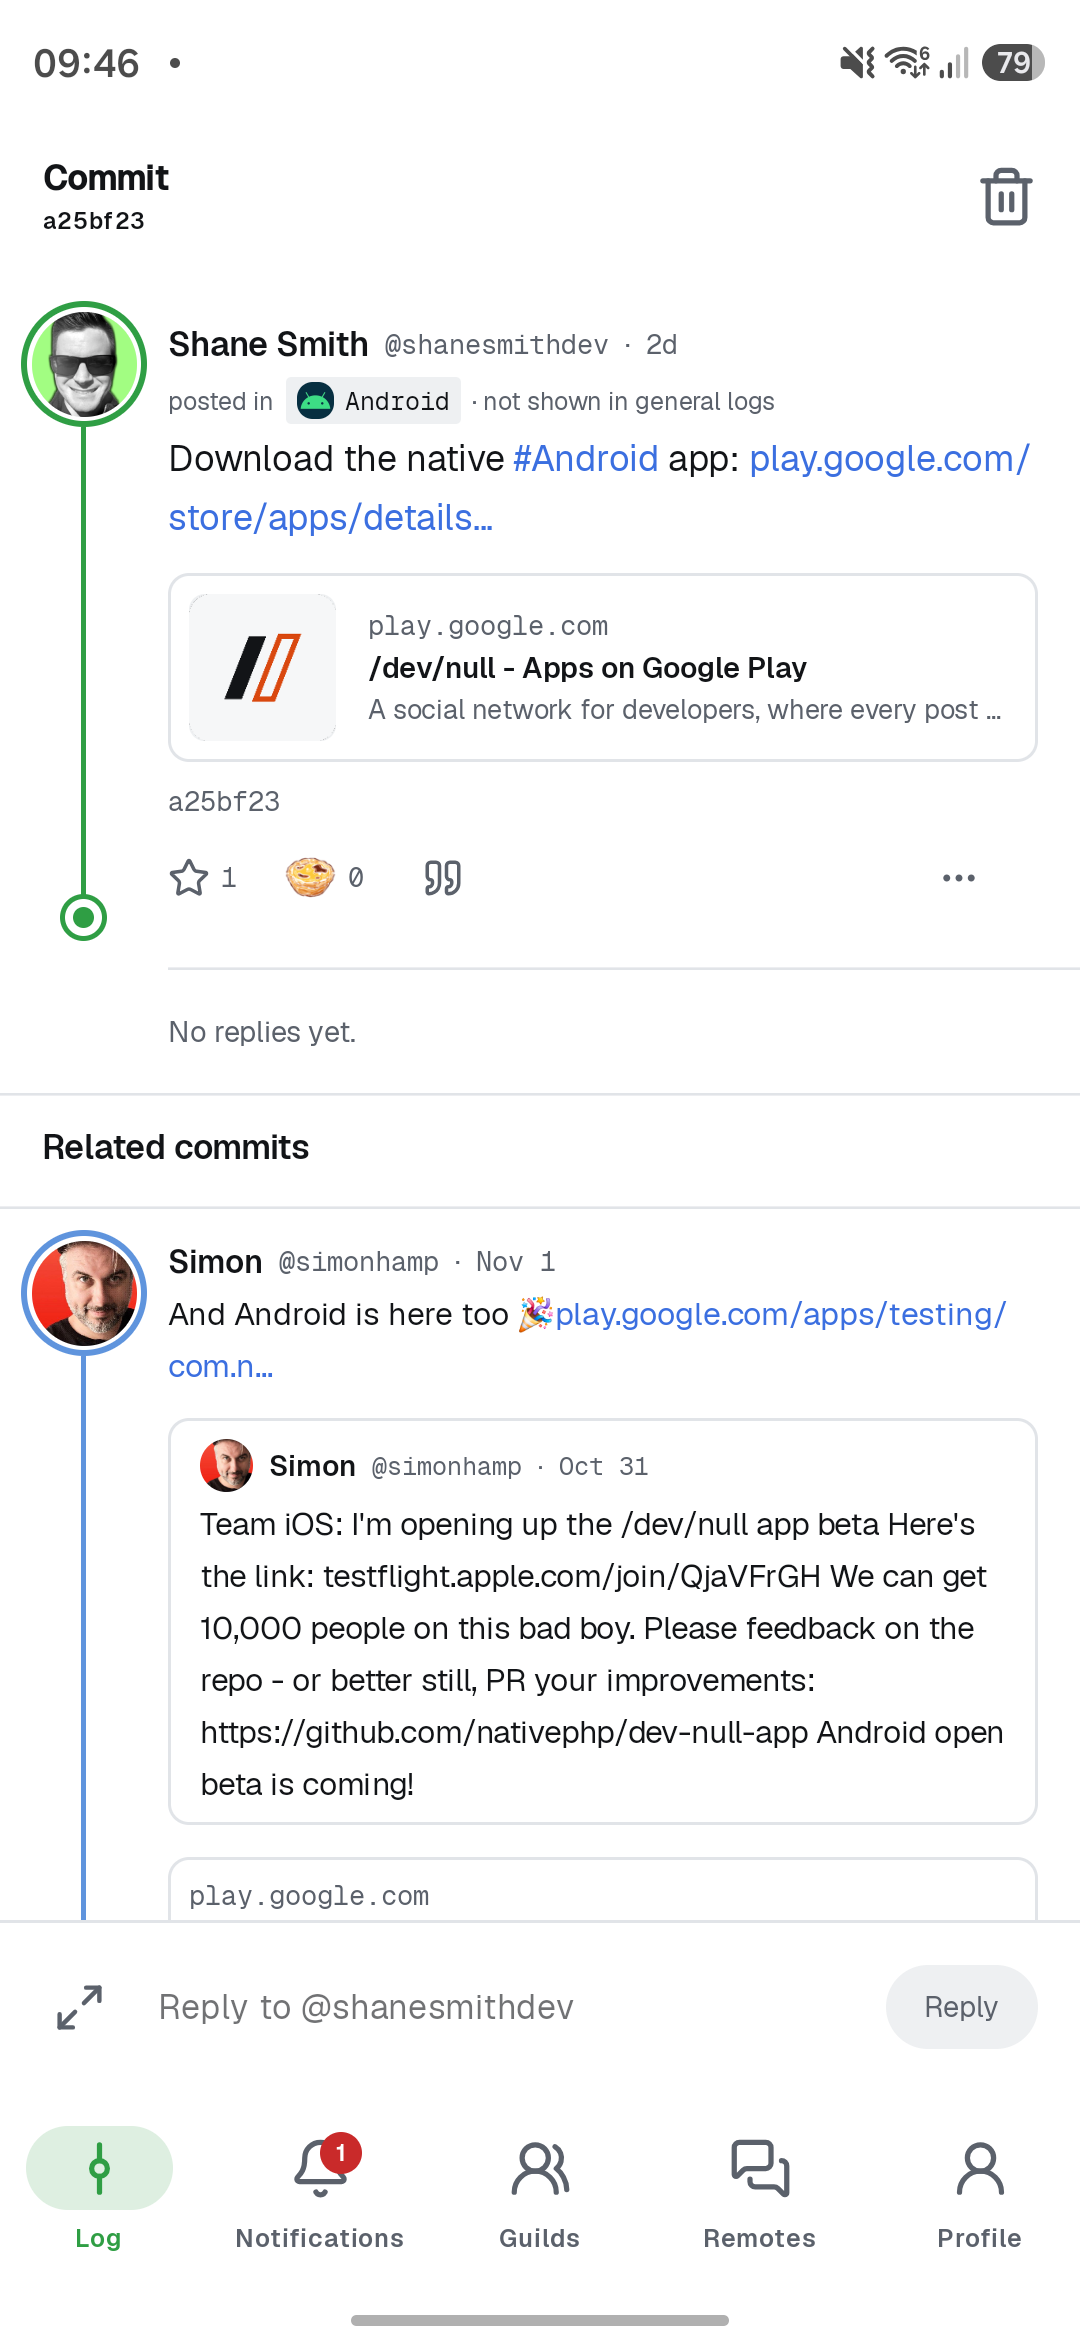 09:46
6
79
Commit
a25bf23
Shane Smith @shanesmithdev · 2d
posted in Android · not shown in general logs
Download the native #Android app: play.google.com/
store/apps/details...
play.google.com
/dev/null - Apps on Google Play
A social network for developers, where every post ...
a25bf23
1 0
No replies yet.
Related commits
Simon @simonhamp · Nov 1
And Android is here too 🎉play.google.com/apps/testing/
com.n...
Simon @simonhamp · Oct 31
Team iOS: I'm opening up the /dev/null app beta Here's
the link: testflight.apple.com/join/QjaVFrGH We can get
10,000 people on this bad boy. Please feedback on the
repo - or better still, PR your improvements:
https://github.com/nativephp/dev-null-app Android open
beta is coming!
play.google.com
Reply to @shanesmithdev Reply
1
Log Notifications Guilds Remotes Profile